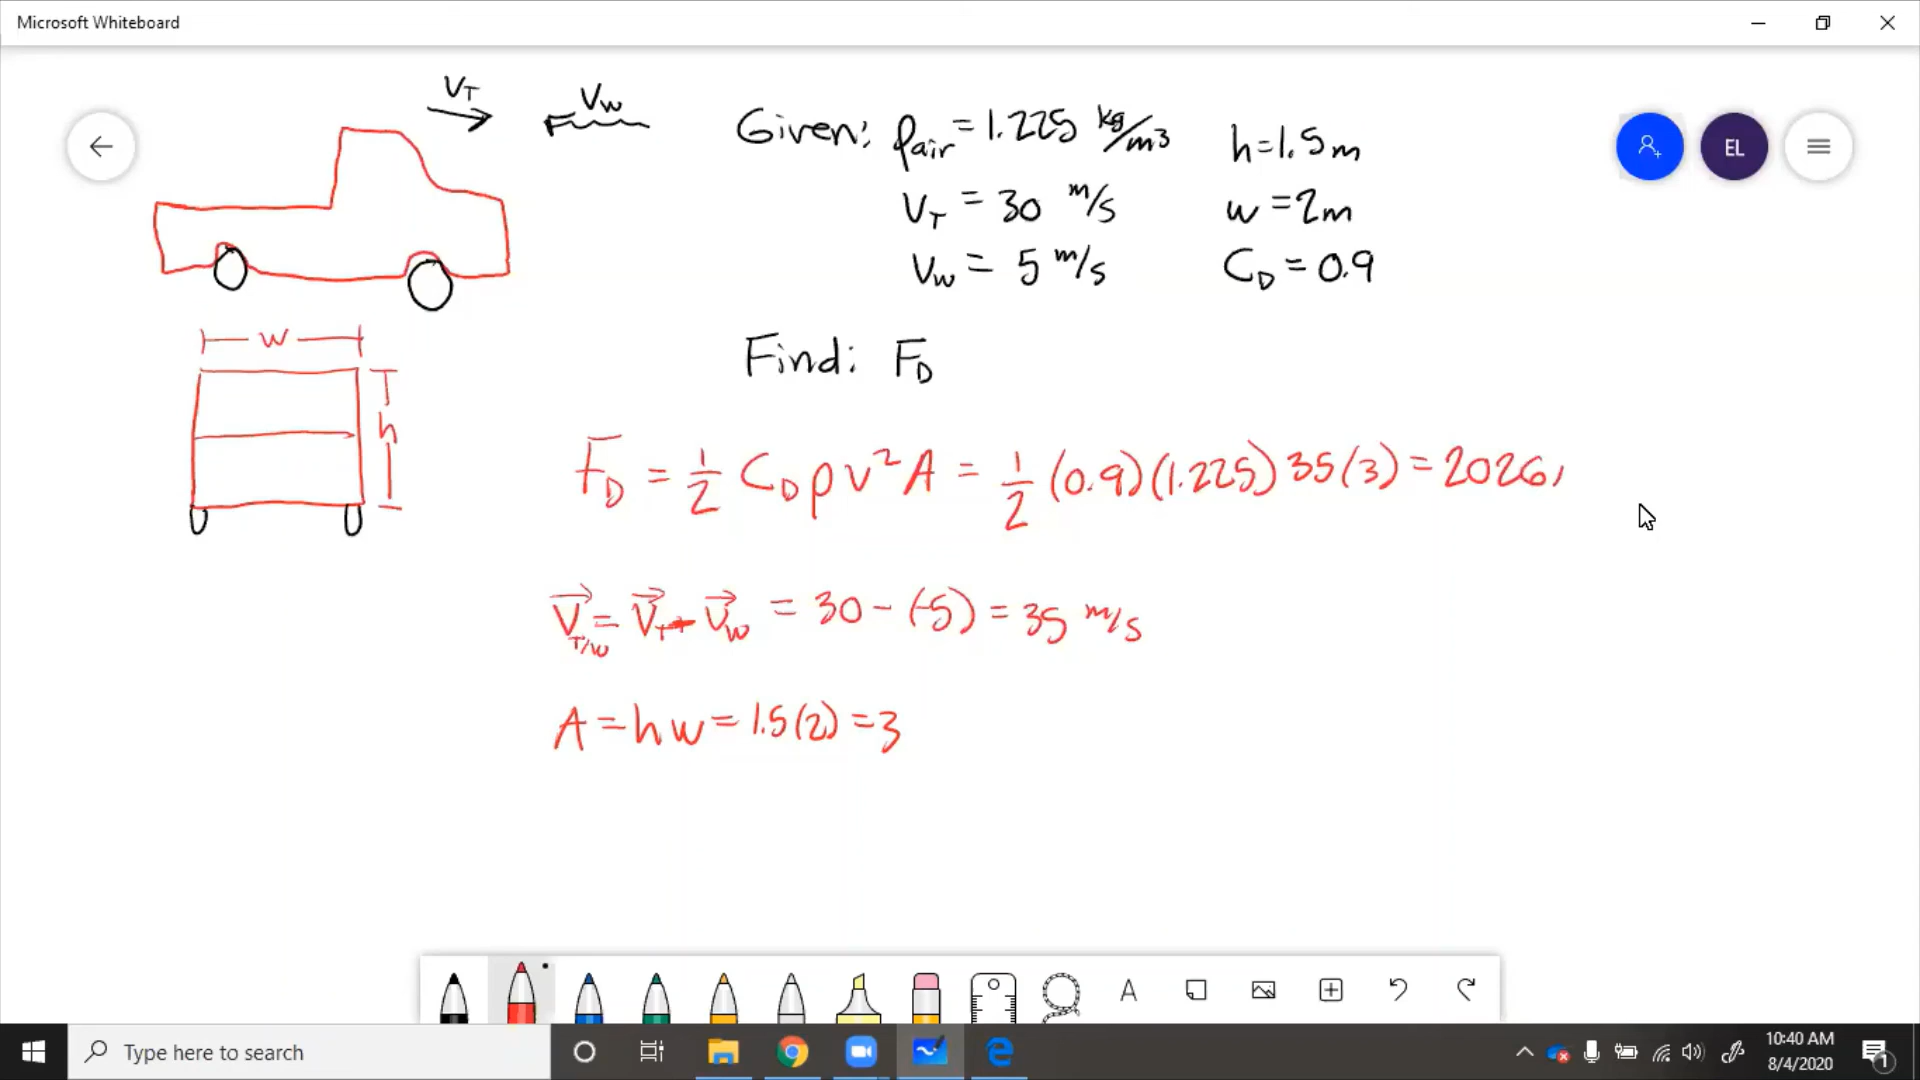 Microsoft Whiteboard
V_T
V_w
Given: ρ_air = 1.225 kg/m³
h = 1.5 m
V_T = 30 m/s
w = 2m
V_w = 5 m/s
C_D = 0.9
EL
w
h
Find: F_D
F_D = 1/2 C_D ρ v² A = 1/2 (0.9)(1.225) 35 (3) = 2026
V_T/w = V_T - V_w = 30 - (-5) = 35 m/s
A = h w = 1.5 (2) = 3
A
Type here to search
10:40 AM
8/4/2020
1